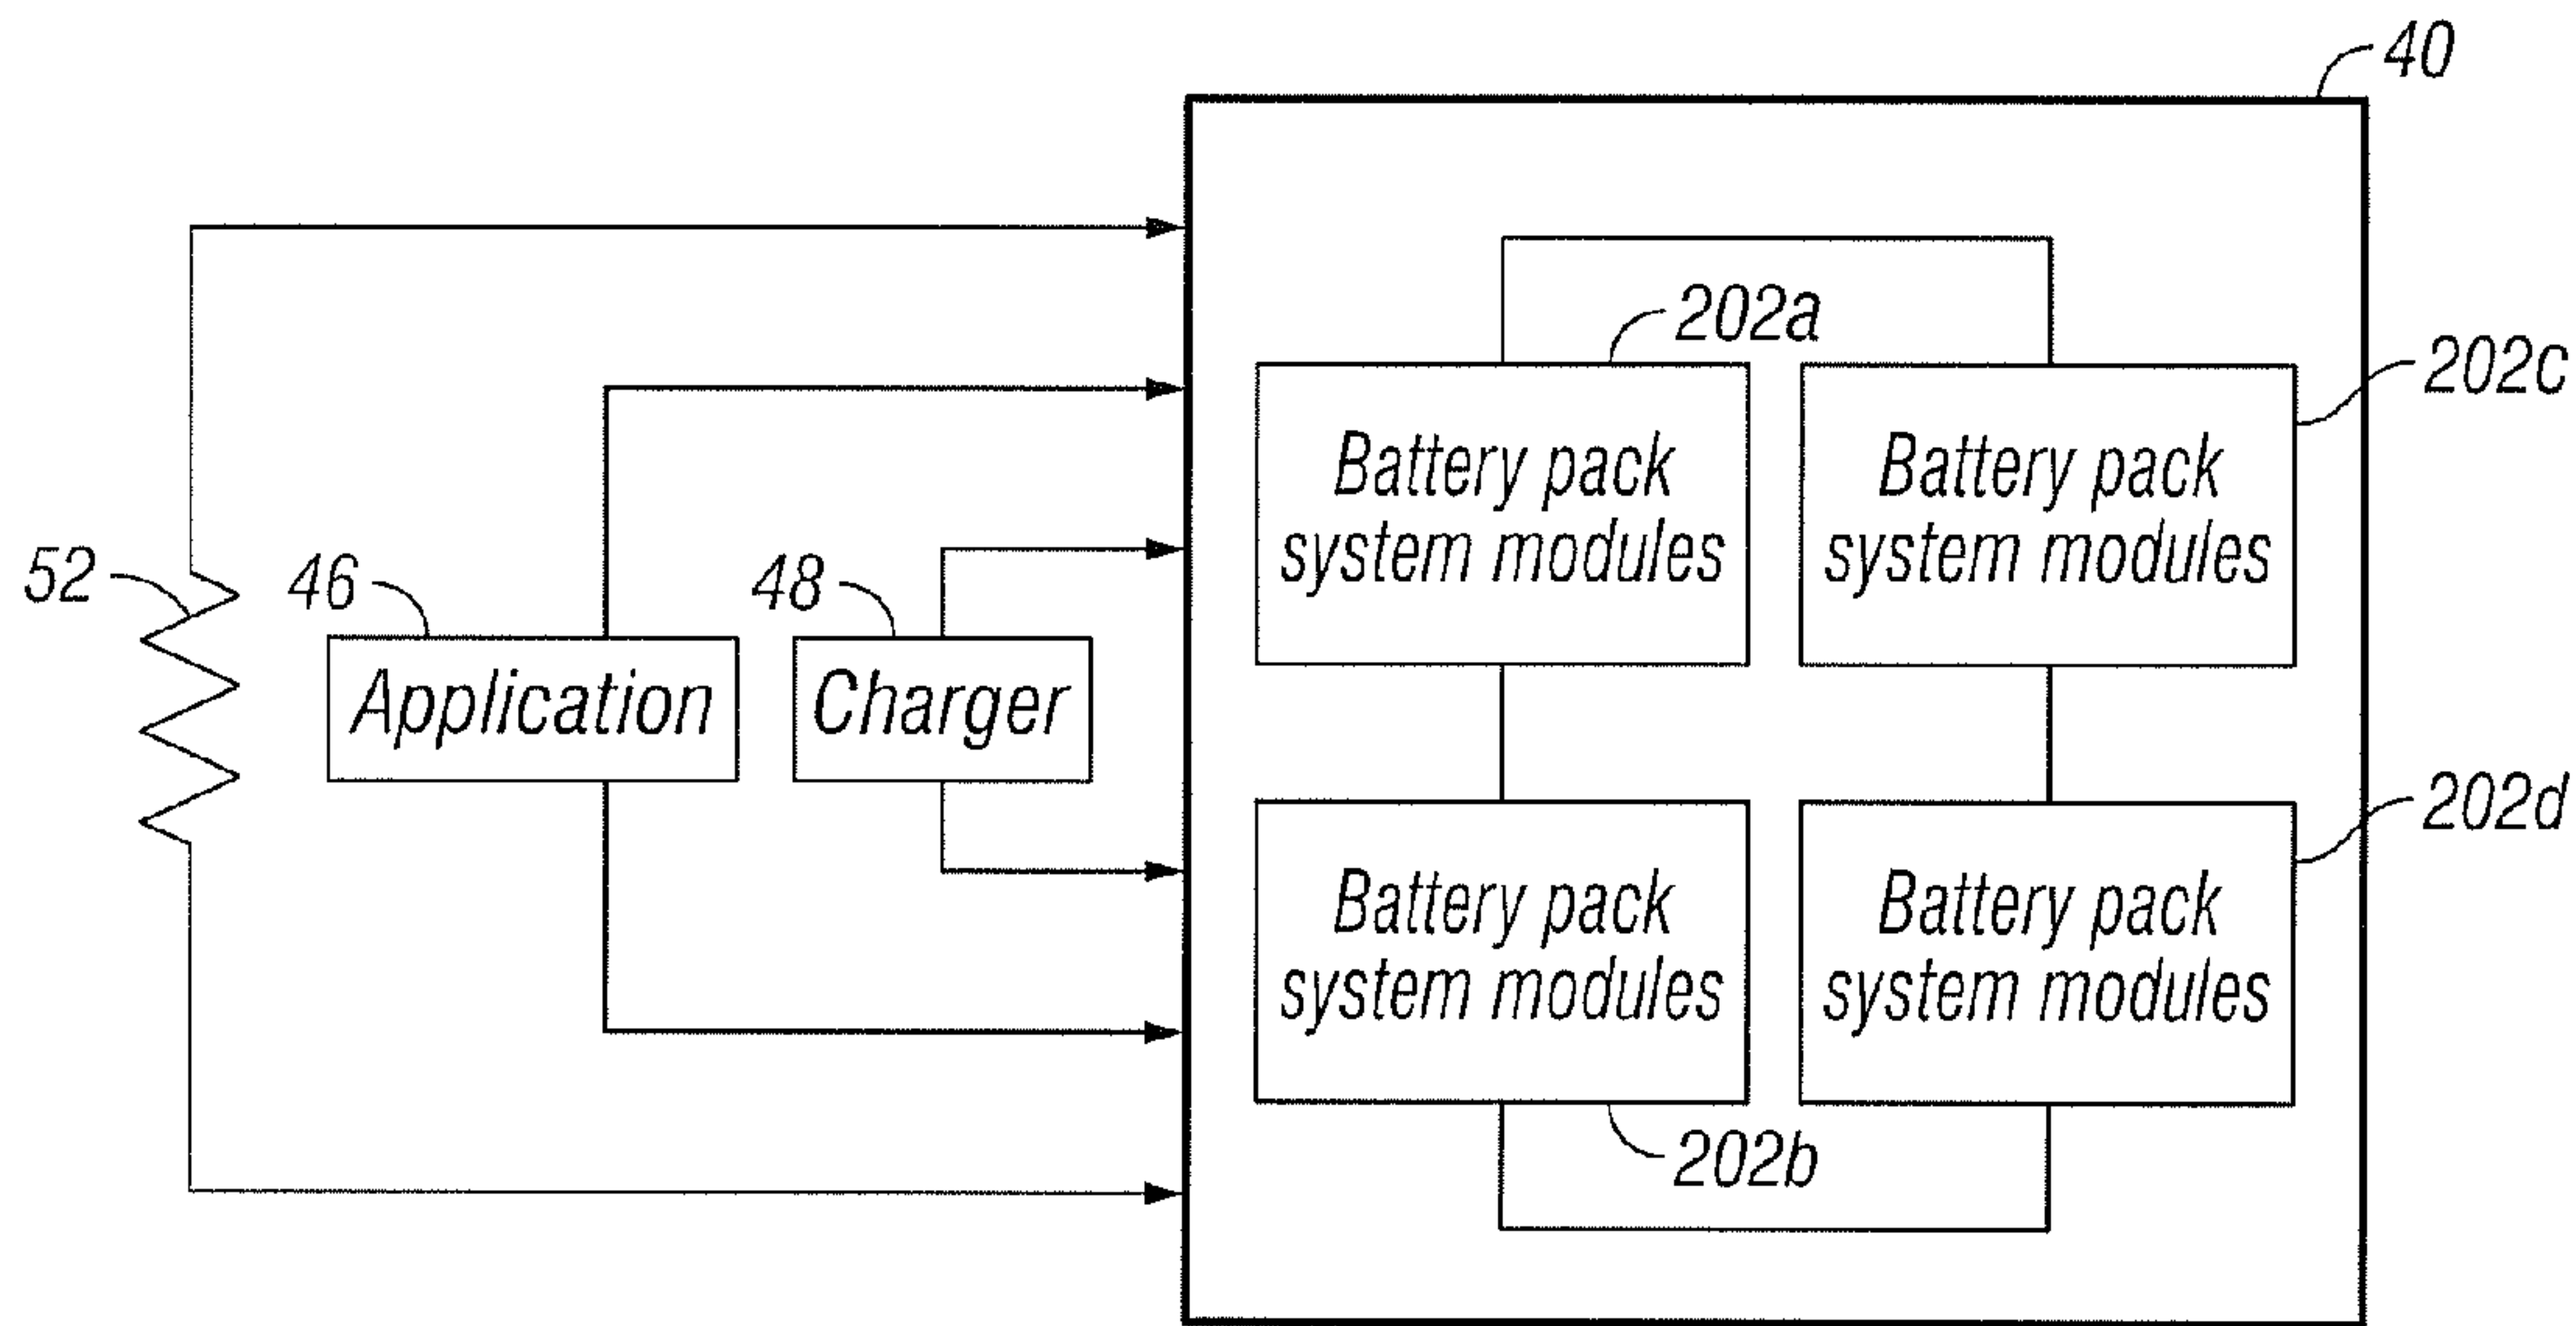 40
202a
202c
Battery pack
system modules
Battery pack
system modules
52
46
48
Application
Charger
202d
Battery pack
system modules
Battery pack
system modules
202b